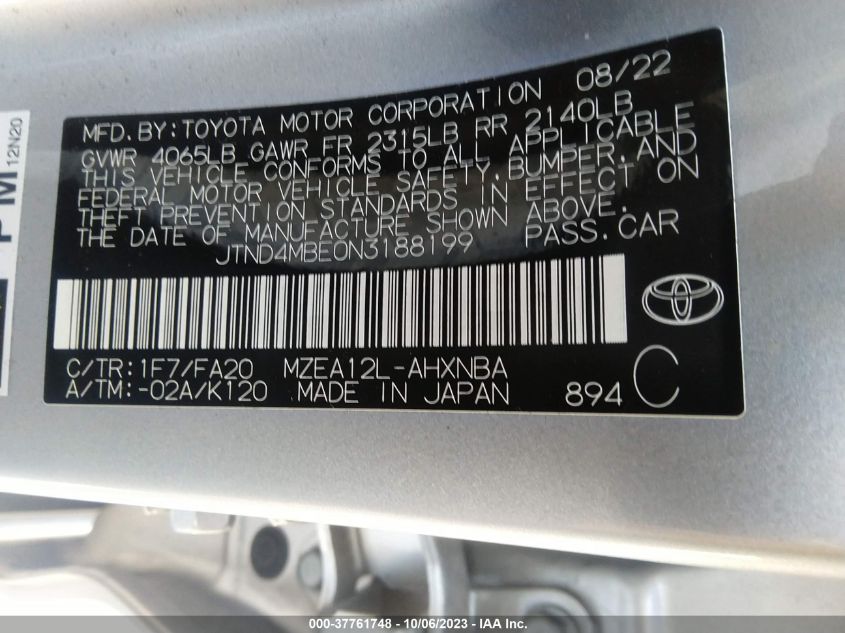 08/22
MFD. BY: TOYOTA MOTOR CORPORATION
GVWR 4065LB GAWR FR 2315LB RR 2140LB
THIS VEHICLE CONFORMS TO ALL APPLICABLE
FEDERAL MOTOR VEHICLE SAFETY, BUMPER, AND
THEFT PREVENTION STANDARDS IN EFFECT ON
THE DATE OF MANUFACTURE SHOWN ABOVE.
JTND4MBE0N3188199 PASS. CAR
C/TR: 1F7/FA20 MZEA12L-AHXNBA
A/TM: -02A/K120 MADE IN JAPAN 894 C
PM
12N20
000-37761748 - 10/06/2023 - IAA Inc.